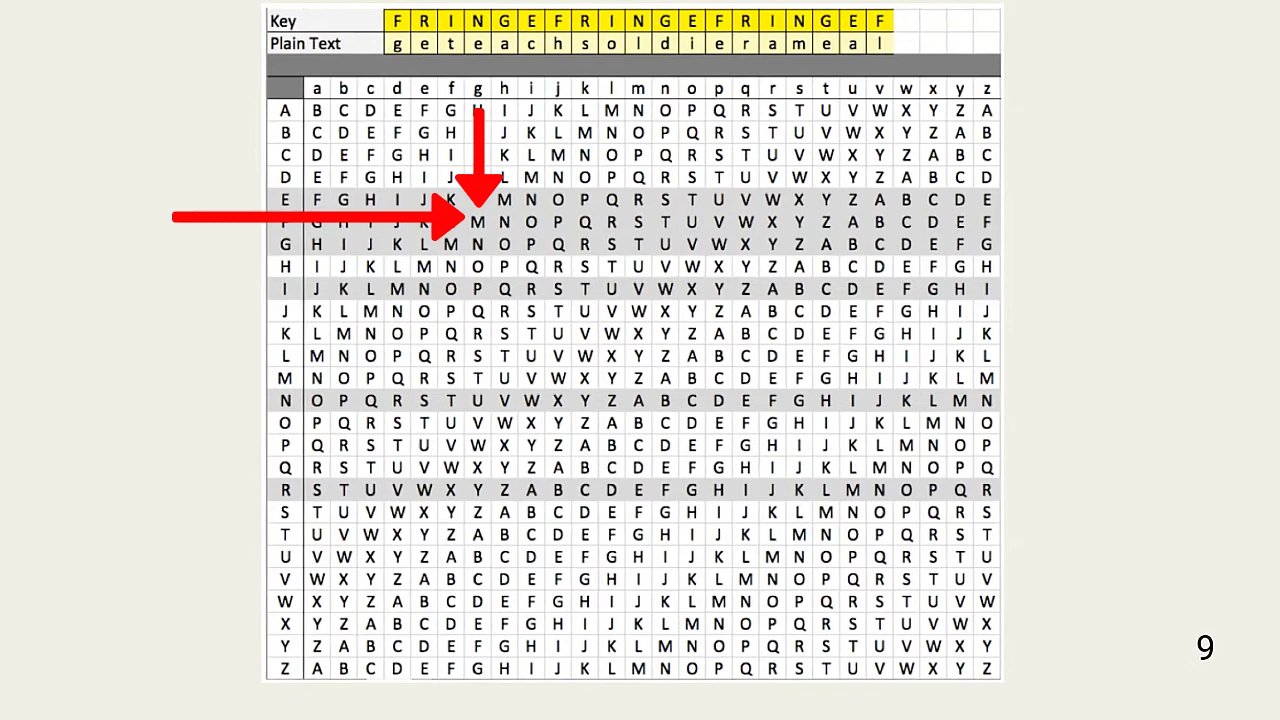 Key F R I N G E F R I N G E F R I N G E F
Plain Text g e t e a c h s o l d i e r a m e a l
a b c d e f g h i j k l m n o p q r s t u v w x y z
A B C D E F G H I J K L M N O P Q R S T U V W X Y Z A
B C D E F G H J K L M N O P Q R S T U V W X Y Z A B
C D E F G H I K L M N O P Q R S T U V W X Y Z A B C
D E F G H I J L M N O P Q R S T U V W X Y Z A B C D
E F G H I J K M N O P Q R S T U V W X Y Z A B C D E
F G H I J K M N O P Q R S T U V W X Y Z A B C D E F
G H I J K L M N O P Q R S T U V W X Y Z A B C D E F G
H I J K L M N O P Q R S T U V W X Y Z A B C D E F G H
I J K L M N O P Q R S T U V W X Y Z A B C D E F G H I
J K L M N O P Q R S T U V W X Y Z A B C D E F G H I J
K L M N O P Q R S T U V W X Y Z A B C D E F G H I J K
L M N O P Q R S T U V W X Y Z A B C D E F G H I J K L
M N O P Q R S T U V W X Y Z A B C D E F G H I J K L M
N O P Q R S T U V W X Y Z A B C D E F G H I J K L M N
O P Q R S T U V W X Y Z A B C D E F G H I J K L M N O
P Q R S T U V W X Y Z A B C D E F G H I J K L M N O P
Q R S T U V W X Y Z A B C D E F G H I J K L M N O P Q
R S T U V W X Y Z A B C D E F G H I J K L M N O P Q R
S T U V W X Y Z A B C D E F G H I J K L M N O P Q R S
T U V W X Y Z A B C D E F G H I J K L M N O P Q R S T
U V W X Y Z A B C D E F G H I J K L M N O P Q R S T U
V W X Y Z A B C D E F G H I J K L M N O P Q R S T U V
W X Y Z A B C D E F G H I J K L M N O P Q R S T U V W
X Y Z A B C D E F G H I J K L M N O P Q R S T U V W X
Y Z A B C D E F G H I J K L M N O P Q R S T U V W X Y
Z A B C D E F G H I J K L M N O P Q R S T U V W X Y Z
9